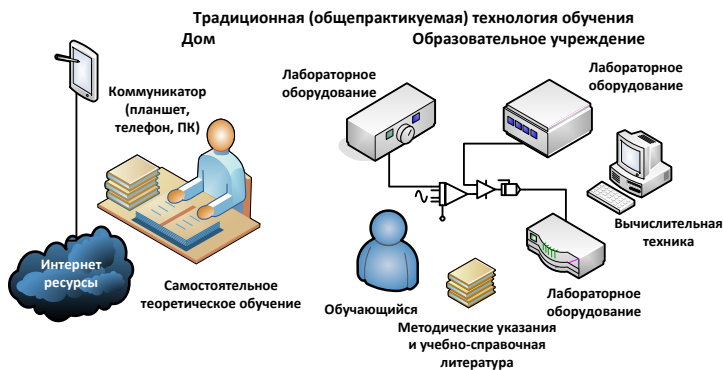 Традиционная (общепрактикуемая) технология обучения
Дом
Образовательное учреждение
Коммуникатор
(планшет,
телефон, ПК)
Лабораторное
оборудование
Лабораторное
оборудование
Вычислительная
техника
Интернет
ресурсы
Самостоятельное
теоретическое обучение
Обучающийся
Лабораторное
оборудование
Методические указания
и учебно-справочная
литература